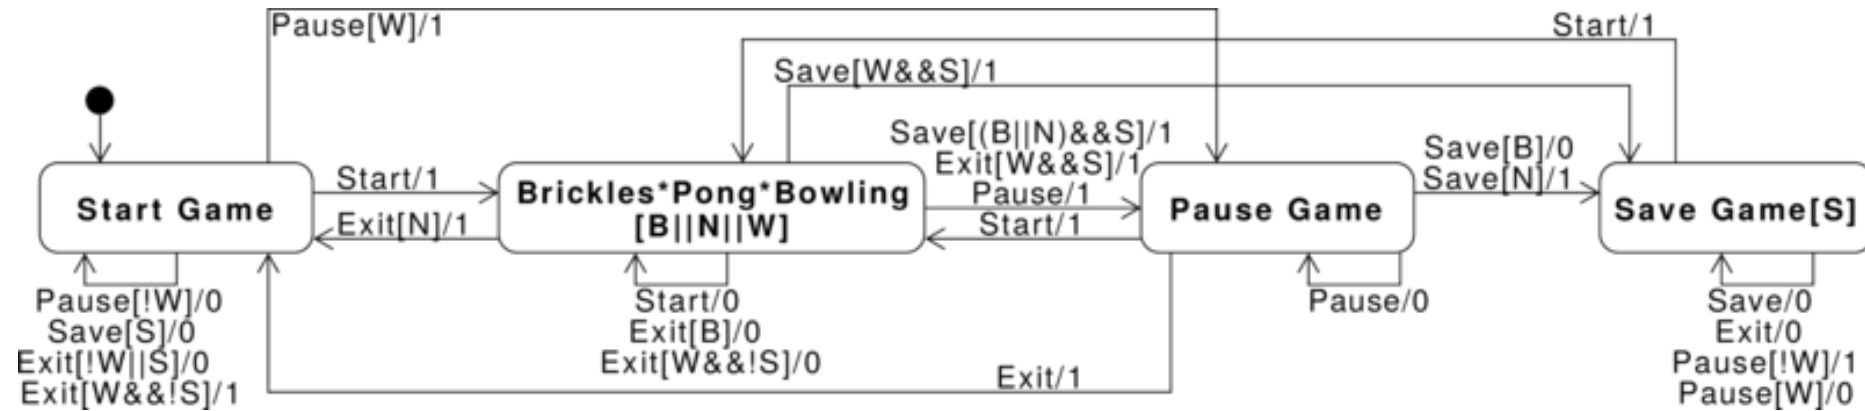 Pause[W]/1
Start/1
Save[W&&S]/1
Save[(B||N)&&S]/1
Exit[W&&S]/1
Pause/1
Start/1
Start/1
Exit[N]/1
Save[B]/0
Save[N]/1
Start Game
Brickles*Pong*Bowling
[B||N||W]
Pause Game
Save Game[S]
Pause[!W]/0
Save[S]/0
Exit[!W||S]/0
Exit[W&&!S]/1
Start/0
Exit[B]/0
Exit[W&&!S]/0
Exit/1
Pause/0
Save/0
Exit/0
Pause[!W]/1
Pause[W]/0